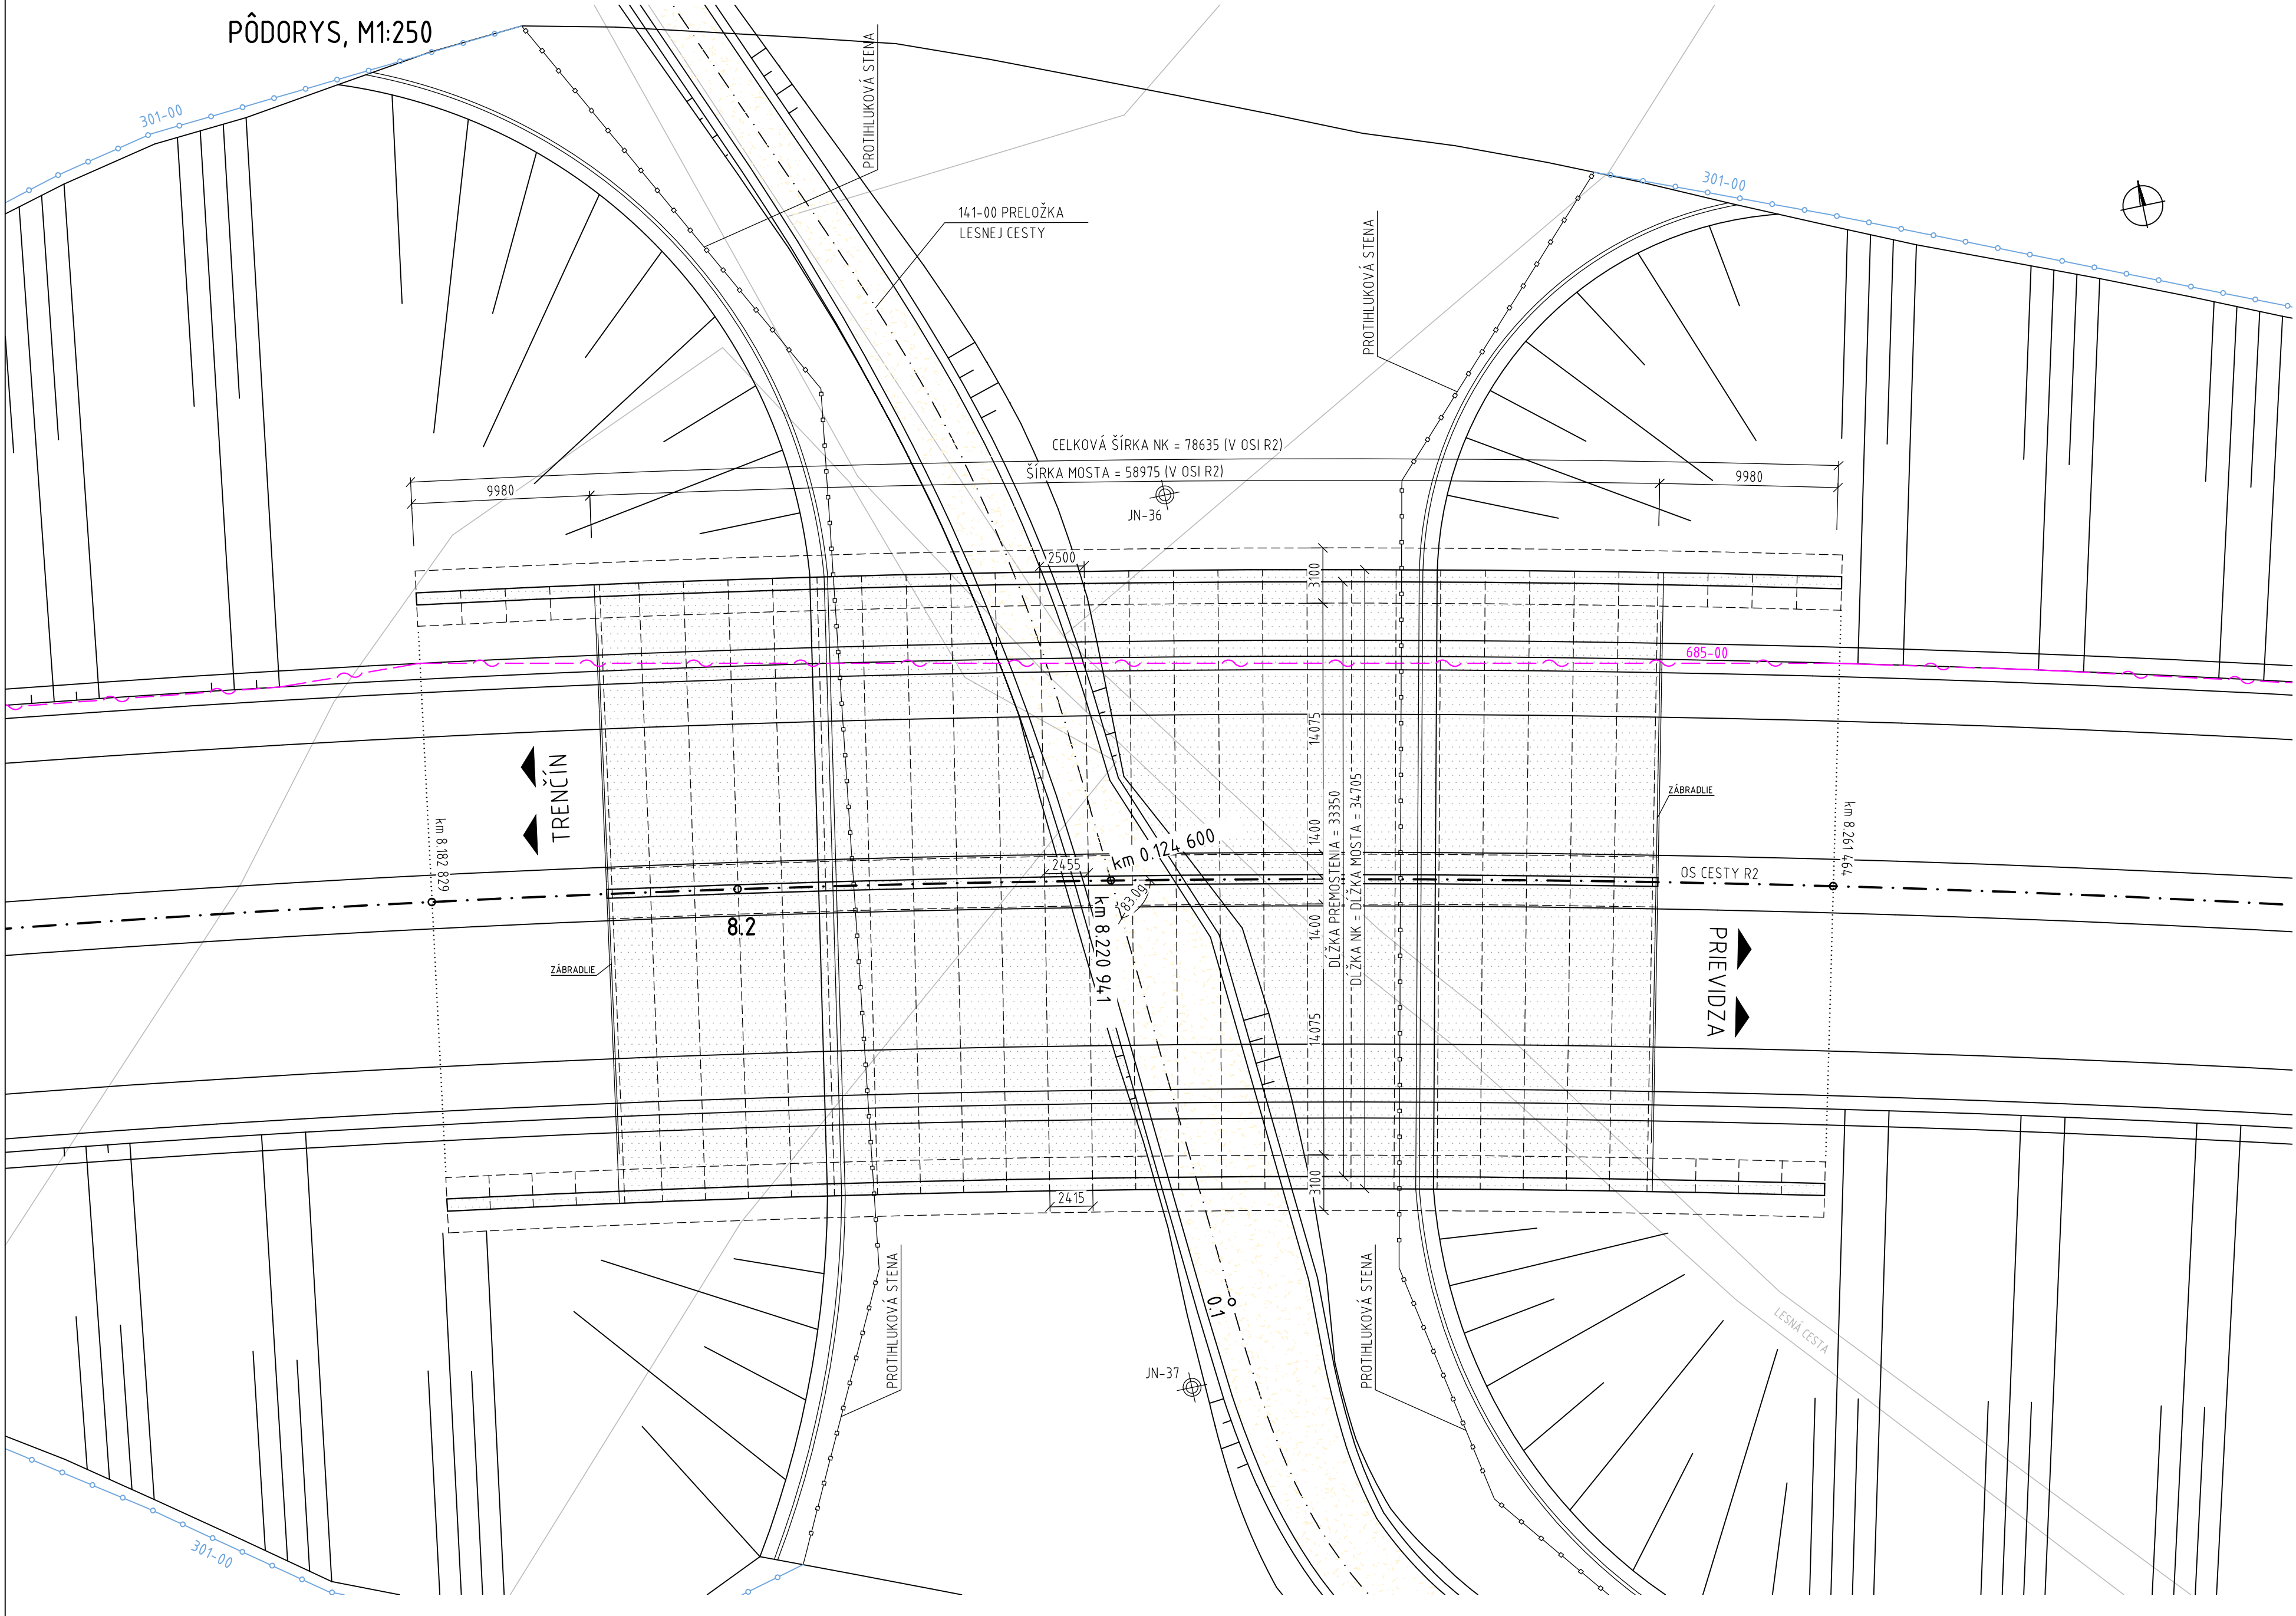 PÔDORYS, M1:250
301-00
PROTIHLUKOVÁ STENA
141-00 PRELOŽKA
LESNEJ CESTY
PROTIHLUKOVÁ STENA
301-00
CELKOVÁ ŠÍRKA NK = 78635 (V OSI R2)
ŠÍRKA MOSTA = 58975 (V OSI R2)
9980
9980
JN-36
2500
3100
685-00
14075
TRENČÍN
DĹŽKA PREMOSTENIA = 33350
DĹŽKA NK = DĹŽKA MOSTA = 34705
ZÁBRADLIE
km 8.182 829
km 8.261 464
1400
km 0.124 600
2455
OS CESTY R2
8.2
km 8.220 941
1400
PRIEVIDZA
ZÁBRADLIE
14075
3100
2415
PROTIHLUKOVÁ STENA
PROTIHLUKOVÁ STENA
0.1
LESNÁ CESTA
JN-37
301-00